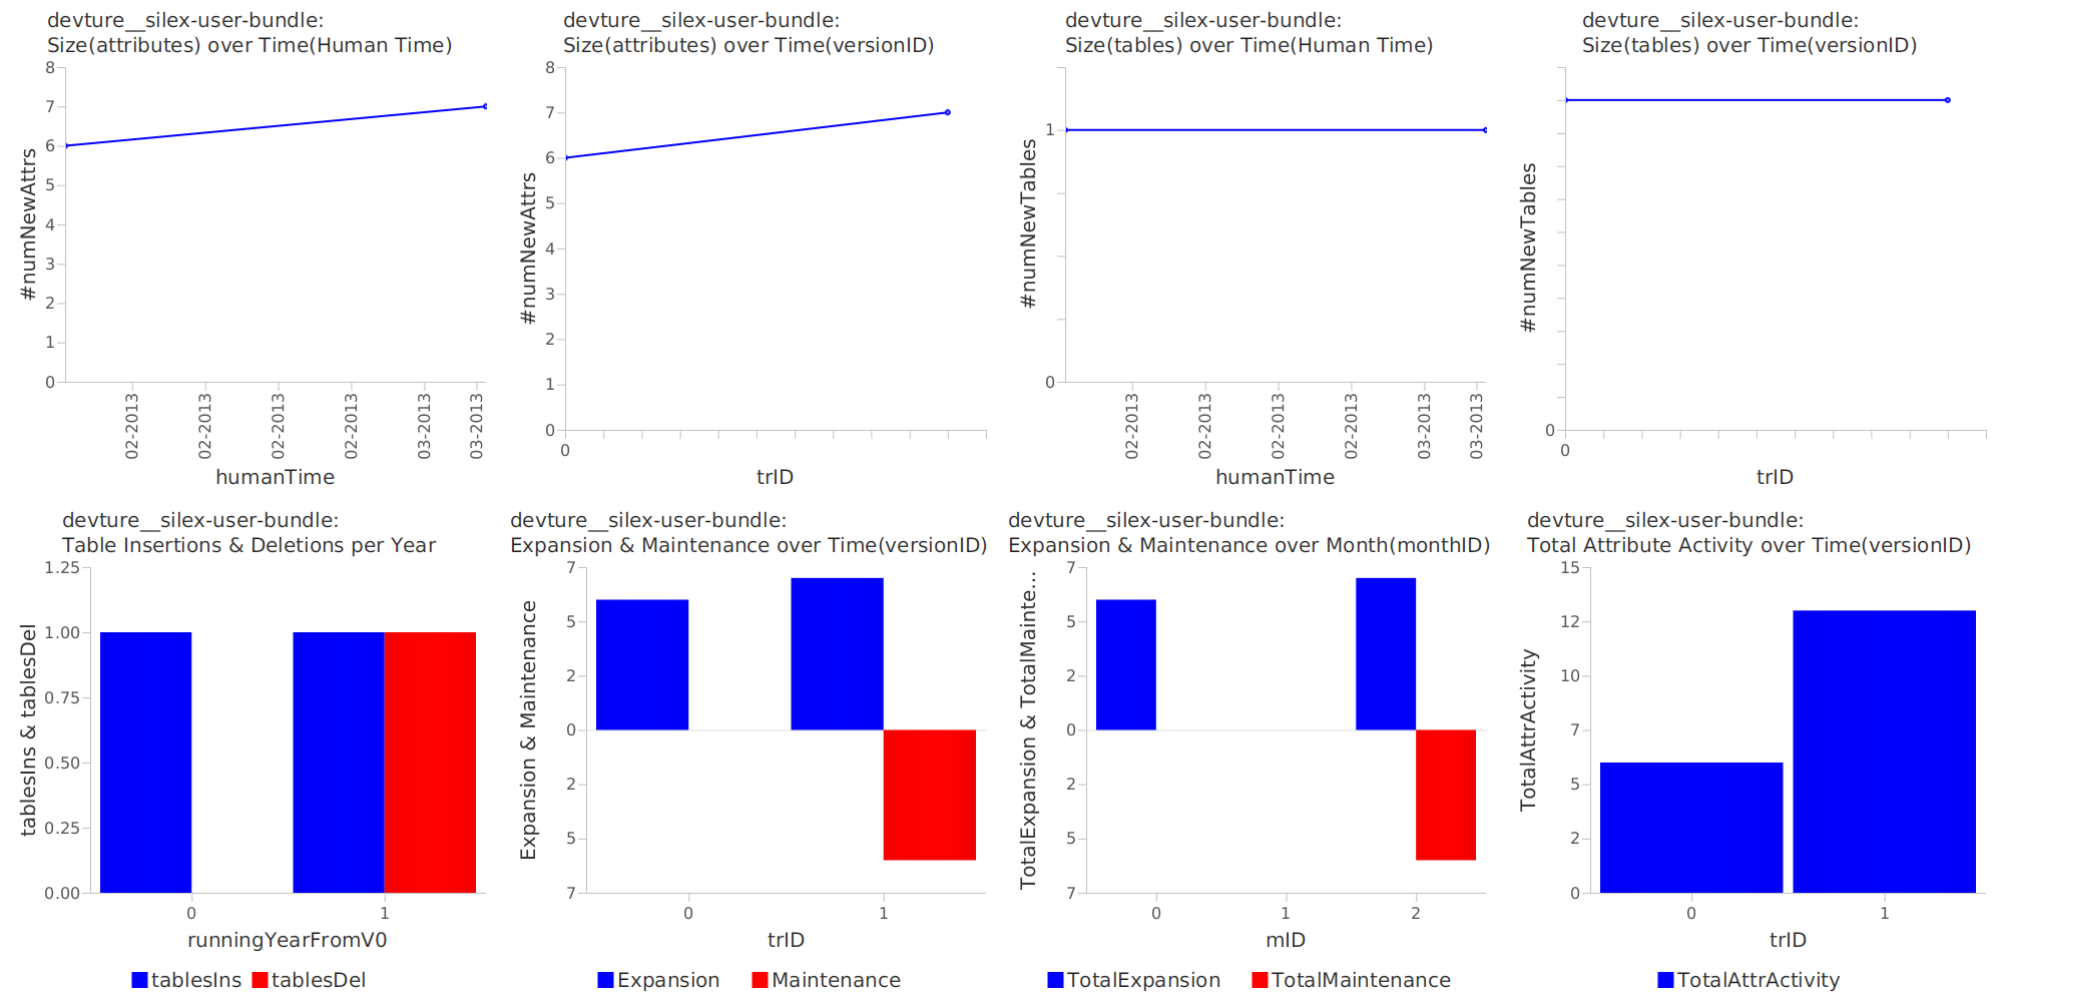 devture__silex-user-bundle:
Size(attributes) over Time(Human Time)
8
7
6
5
4
3
2
1
0
#numNewAttrs
02-2013
02-2013
02-2013
02-2013
03-2013
03-2013
humanTime
devture__silex-user-bundle:
Size(attributes) over Time(versionID)
8
7
6
5
4
3
2
1
0
#numNewAttrs
0
trID
devture__silex-user-bundle:
Size(tables) over Time(Human Time)
1
0
#numNewTables
02-2013
02-2013
02-2013
02-2013
03-2013
03-2013
humanTime
devture__silex-user-bundle:
Size(tables) over Time(versionID)
0
#numNewTables
0
trID
devture__silex-user-bundle:
Table Insertions & Deletions per Year
1.25
1.00
0.75
0.50
0.25
0.00
tablesIns & tablesDel
0
1
runningYearFromV0
tablesIns
tablesDel
devture__silex-user-bundle:
Expansion & Maintenance over Time(versionID)
7
5
2
0
2
5
7
Expansion & Maintenance
0
1
trID
Expansion
Maintenance
devture__silex-user-bundle:
Expansion & Maintenance over Month(monthID)
7
5
2
0
2
5
7
TotalExpansion & TotalMainte...
0
1
2
mID
TotalExpansion
TotalMaintenance
devture__silex-user-bundle:
Total Attribute Activity over Time(versionID)
15
12
10
7
5
2
0
TotalAttrActivity
0
1
trID
TotalAttrActivity